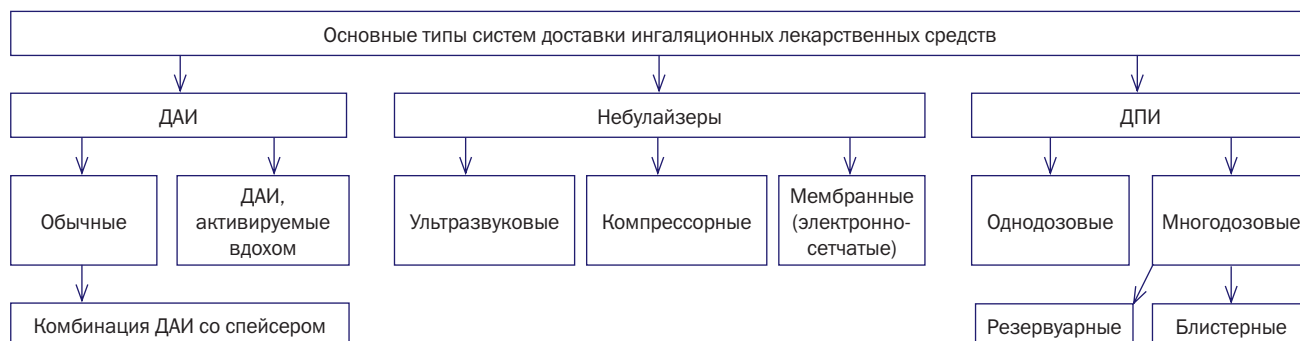 Основные типы систем доставки ингаляционных лекарственных средств
ДАИ
Небулайзеры
ДПИ
Обычные
ДАИ,
активируемые
вдохом
Ультразвуковые
Компрессорные
Мембранные
(электронно-
сетчатые)
Однодозовые
Многодозовые
Комбинация ДАИ со спейсером
Резервуарные
Блистерные